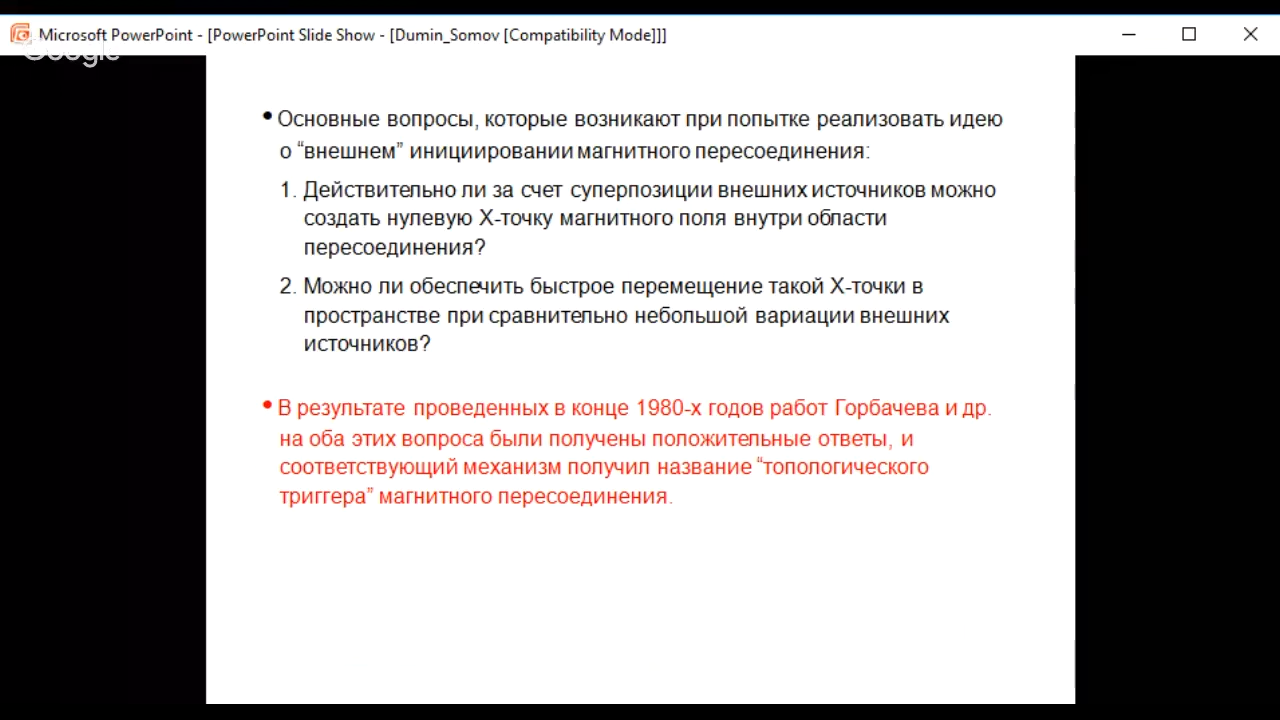 Microsoft PowerPoint - [PowerPoint Slide Show - [Dumin_Somov [Compatibility Mode]]]
Google
• Основные вопросы, которые возникают при попытке реализовать идею
о “внешнем” инициировании магнитного пересоединения:
1. Действительно ли за счет суперпозиции внешних источников можно
создать нулевую X-точку магнитного поля внутри области
пересоединения?
2. Можно ли обеспечить быстрое перемещение такой X-точки в
пространстве при сравнительно небольшой вариации внешних
источников?
• В результате проведенных в конце 1980-х годов работ Горбачева и др.
на оба этих вопроса были получены положительные ответы, и
соответствующий механизм получил название “топологического
триггера” магнитного пересоединения.